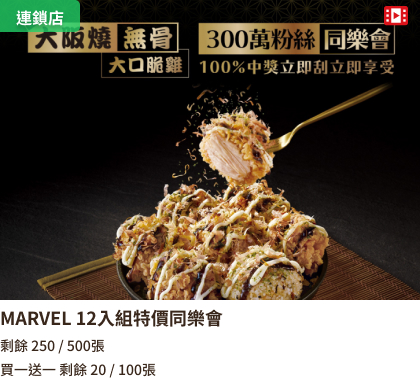 連鎖店
大阪燒 無骨 300萬粉絲 同樂會
大口脆雞 100%中獎立即刮立即享受
MARVEL 12入組特價同樂會
剩餘 250 / 500張
買一送一 剩餘 20 / 100張